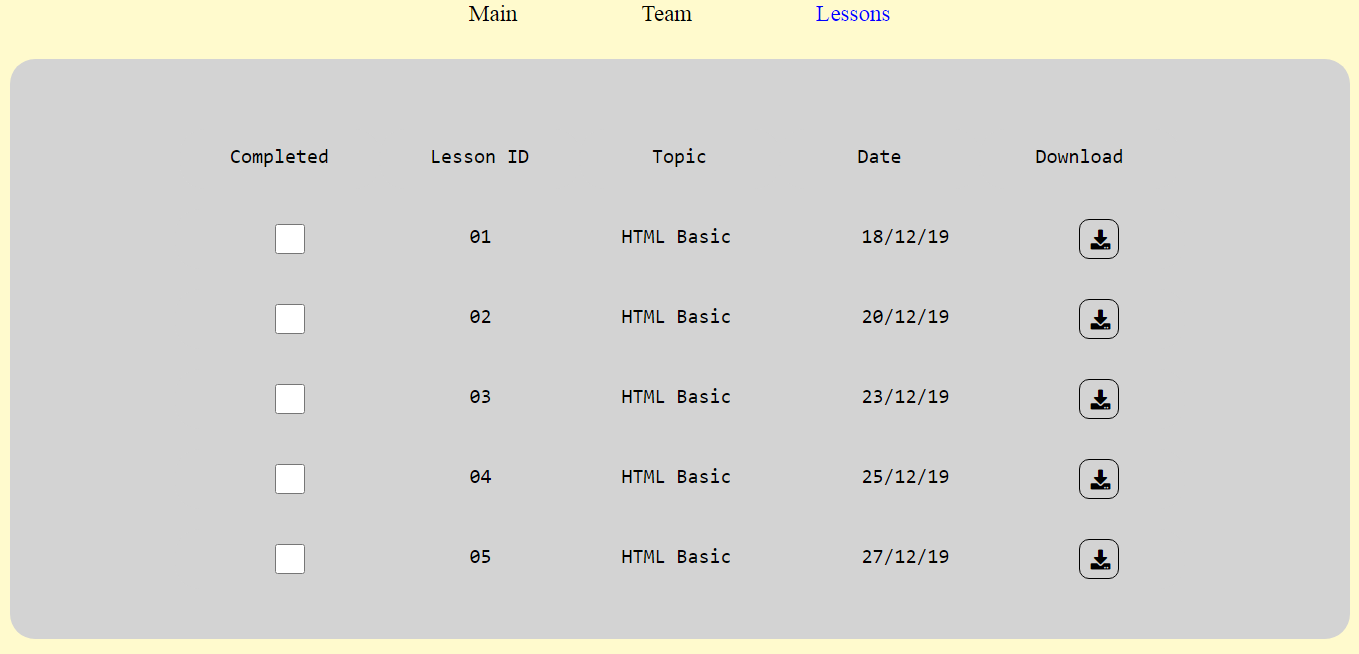 Main Team Lessons
Completed Lesson ID Topic Date Download
01 HTML Basic 18/12/19
02 HTML Basic 20/12/19
03 HTML Basic 23/12/19
04 HTML Basic 25/12/19
05 HTML Basic 27/12/19